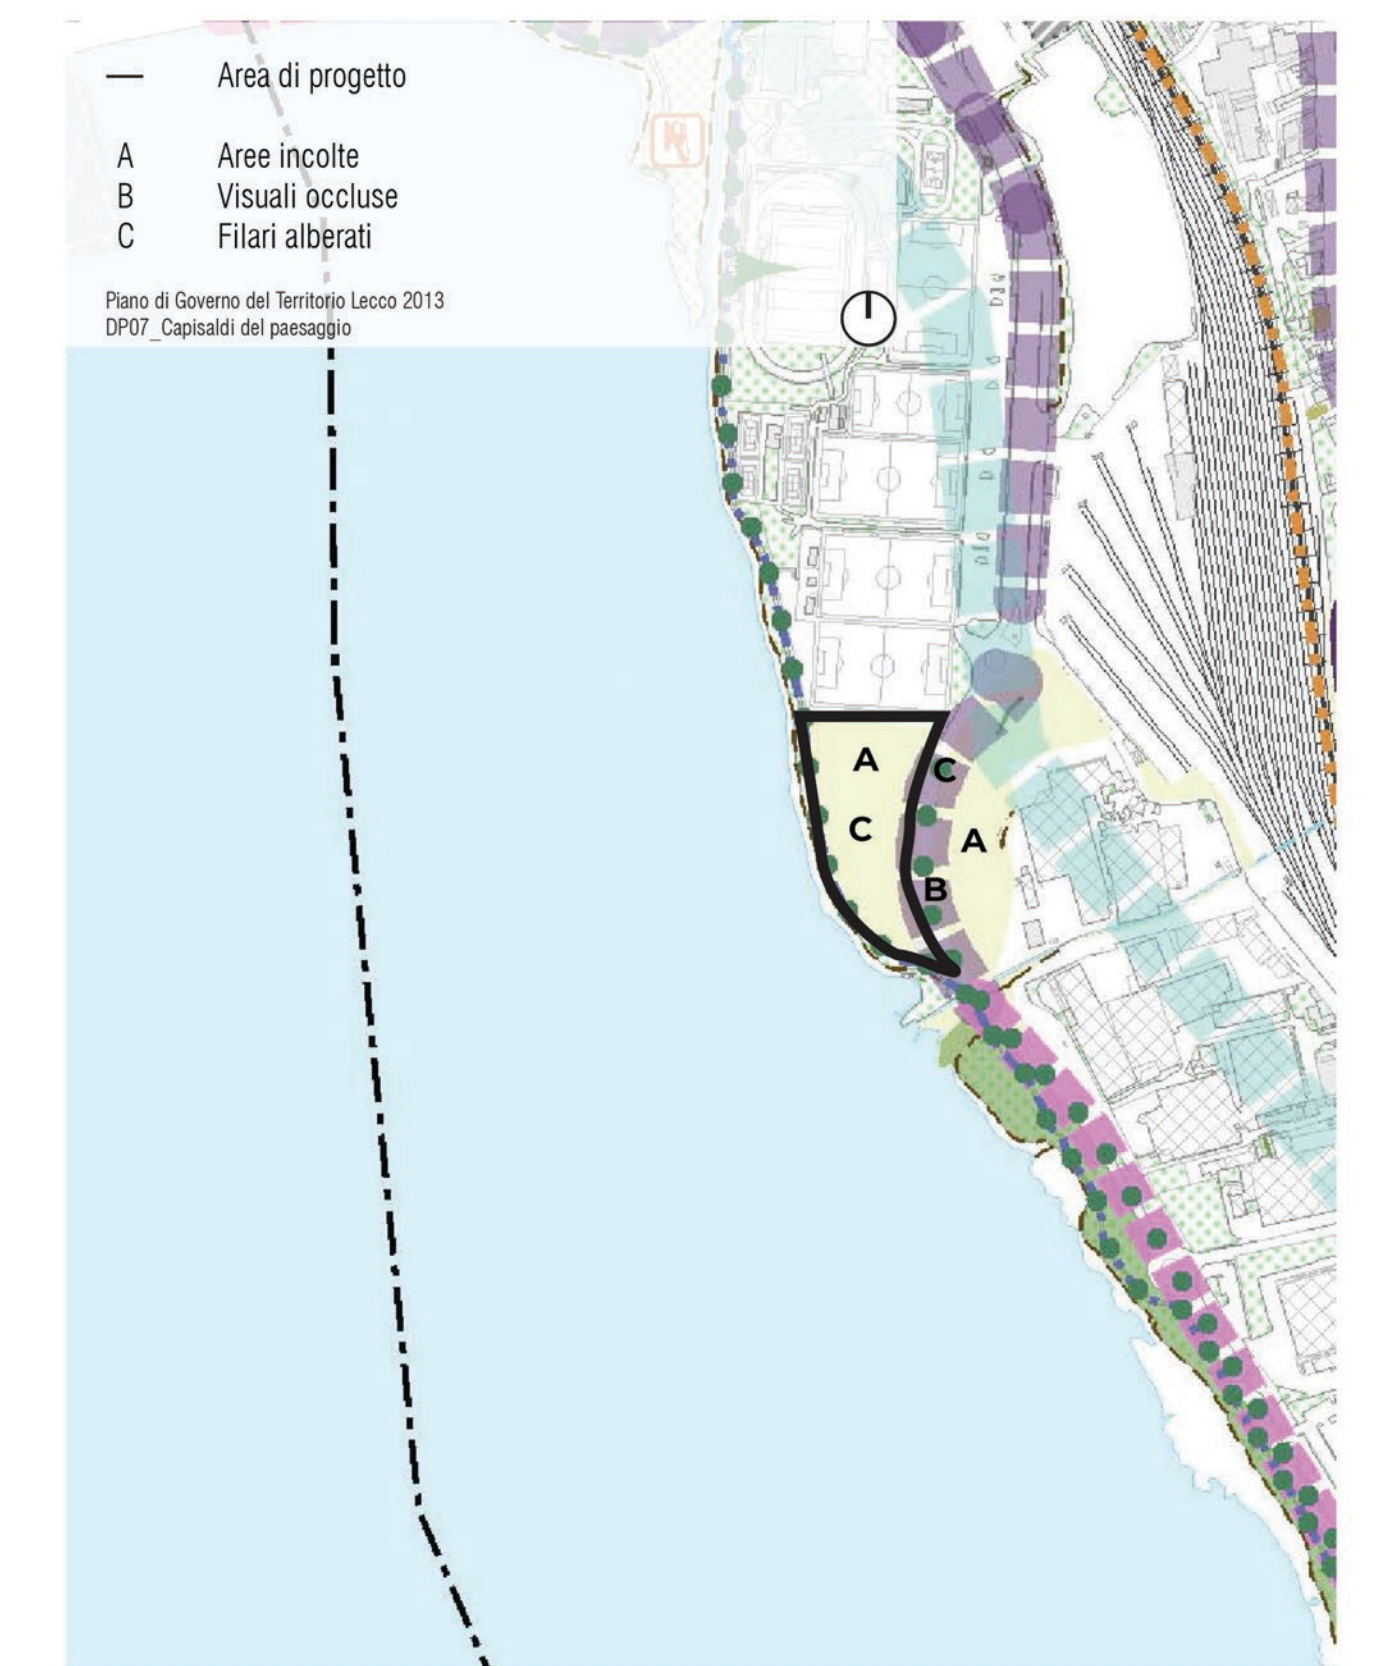 Area di progetto
A Aree incolte
B Visuali occluse
C Filari alberati
Piano di Governo del Territorio Lecco 2013
DP07_Capisaldi del paesaggio
A
C
C
A
B